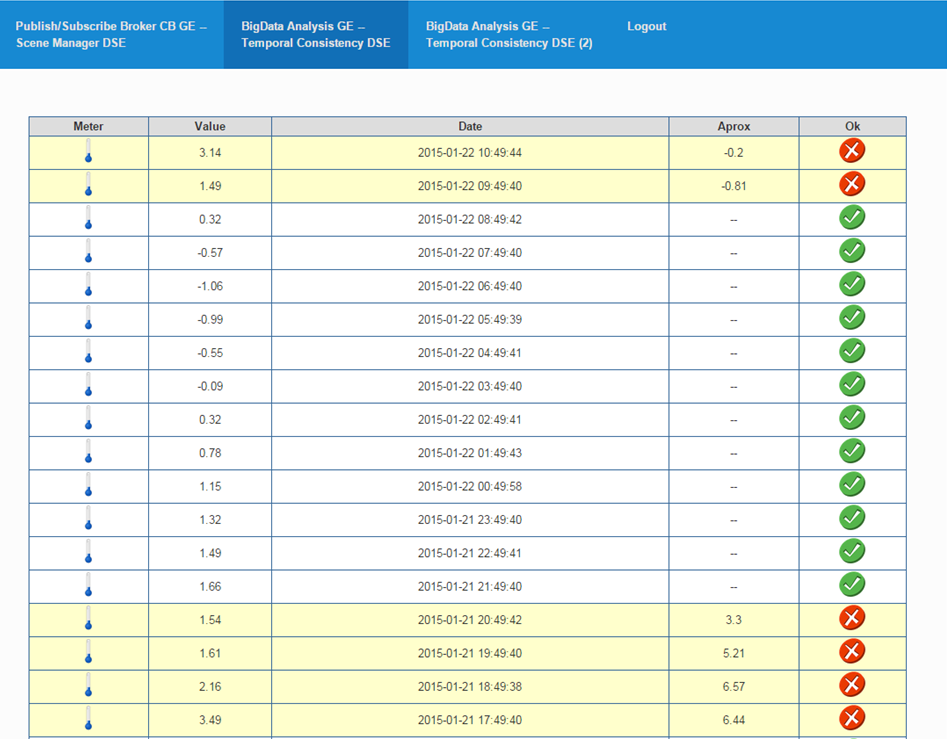 Publish/Subscribe Broker CB GE –
Scene Manager DSE
BigData Analysis GE –
Temporal Consistency DSE
BigData Analysis GE –
Temporal Consistency DSE (2)
Logout
Meter Value Date Aprox Ok
3.14 2015-01-22 10:49:44 -0.2
1.49 2015-01-22 09:49:40 -0.81
0.32 2015-01-22 08:49:42 --
-0.57 2015-01-22 07:49:40 --
-1.06 2015-01-22 06:49:40 --
-0.99 2015-01-22 05:49:39 --
-0.55 2015-01-22 04:49:41 --
-0.09 2015-01-22 03:49:40 --
0.32 2015-01-22 02:49:41 --
0.78 2015-01-22 01:49:43 --
1.15 2015-01-22 00:49:58 --
1.32 2015-01-21 23:49:40 --
1.49 2015-01-21 22:49:41 --
1.66 2015-01-21 21:49:40 --
1.54 2015-01-21 20:49:42 3.3
1.61 2015-01-21 19:49:40 5.21
2.16 2015-01-21 18:49:38 6.57
3.49 2015-01-21 17:49:40 6.44